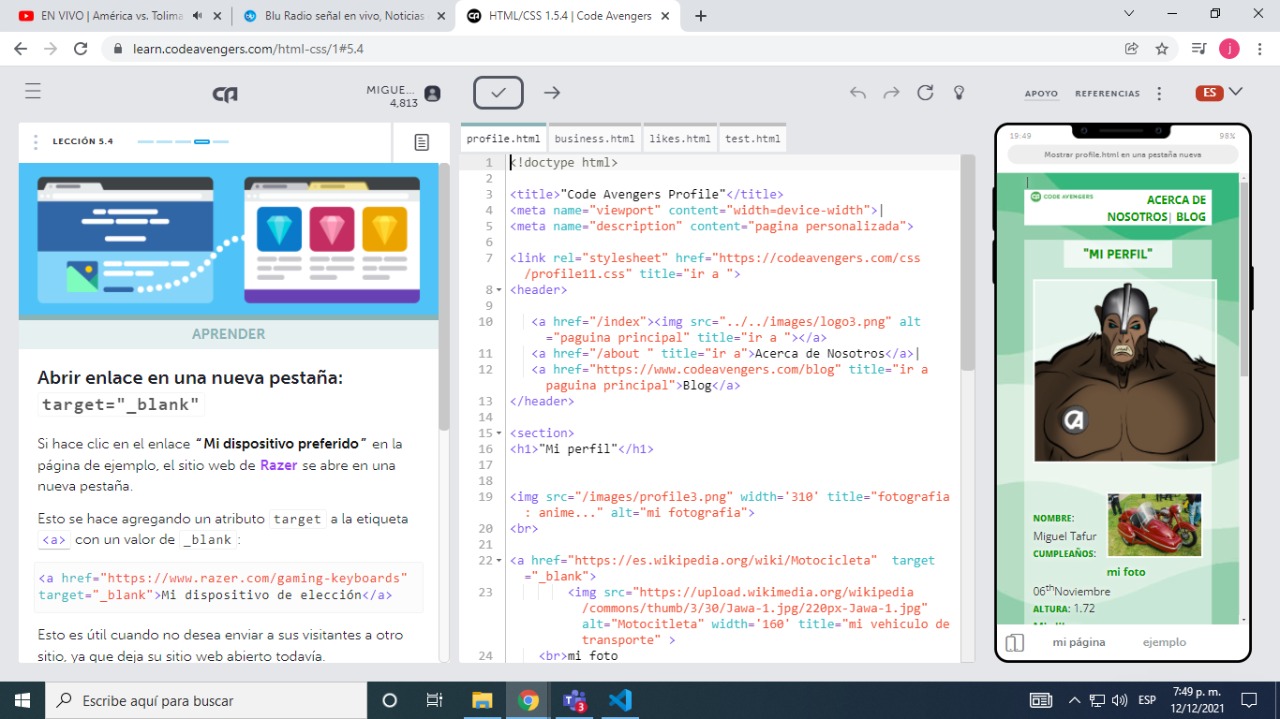 EN VIVO | América vs. Tolima
Blu Radio señal en vivo, Noticias
HTML/CSS 1.5.4 | Code Avengers
learn.codeavengers.com/html-css/1#5.4
MIGUE...
4,813
APOYO
REFERENCIAS
ES
LECCIÓN 5.4
APRENDER
Abrir enlace en una nueva pestaña:
target="_blank"
Si hace clic en el enlace “Mi dispositivo preferido” en la
página de ejemplo, el sitio web de Razer se abre en una
nueva pestaña.
Esto se hace agregando un atributo target a la etiqueta
<a> con un valor de _blank :
<a href="https://www.razer.com/gaming-keyboards"
target="_blank">Mi dispositivo de elección</a>
Esto es útil cuando no desea enviar a sus visitantes a otro
sitio, ya que deja su sitio web abierto todavía.
profile.html
business.html
likes.html
test.html
1 <!doctype html>
2
3 <title>"Code Avengers Profile"</title>
4 <meta name="viewport" content="width=device-width">|
5 <meta name="description" content="pagina personalizada">
6
7 <link rel="stylesheet" href="https://codeavengers.com/css
/profile11.css" title="ir a ">
8 <header>
9
10 <a href="/index"><img src="../../images/logo3.png" alt
="paguina principal" title="ir a "></a>
11 <a href="/about " title="ir a">Acerca de Nosotros</a>|
12 <a href="https://www.codeavengers.com/blog" title="ir a
paguina principal">Blog</a>
13 </header>
14
15 <section>
16 <h1>"Mi perfil"</h1>
17
18
19 <img src="/images/profile3.png" width='310' title="fotografia
: anime..." alt="mi fotografia">
20 <br>
21
22 <a href="https://es.wikipedia.org/wiki/Motocicleta" target
="_blank">
23 <img src="https://upload.wikimedia.org/wikipedia
/commons/thumb/3/30/Jawa-1.jpg/220px-Jawa-1.jpg"
alt="Motocitleta" width='160' title="mi vehiculo de
transporte" >
24 <br>mi foto
19:49
98%
Mostrar profile.html en una pestaña nueva
CODE AVENGERS
ACERCA DE
NOSOTROS| BLOG
"MI PERFIL"
NOMBRE:
Miguel Tafur
CUMPLEAÑOS:
mi foto
06thNoviembre
ALTURA: 1.72
mi página
ejemplo
Escribe aquí para buscar
3
ESP
7:49 p. m.
12/12/2021